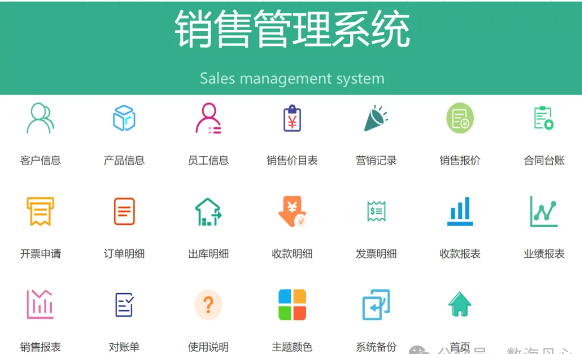 销售管理系统
Sales management system
客户信息 产品信息 员工信息 销售价目表 营销记录 销售报价 合同台账
开票申请 订单明细 出库明细 收款明细 发票明细 收款报表 业绩报表
销售报表 对账单 使用说明 主题颜色 系统备份 首页